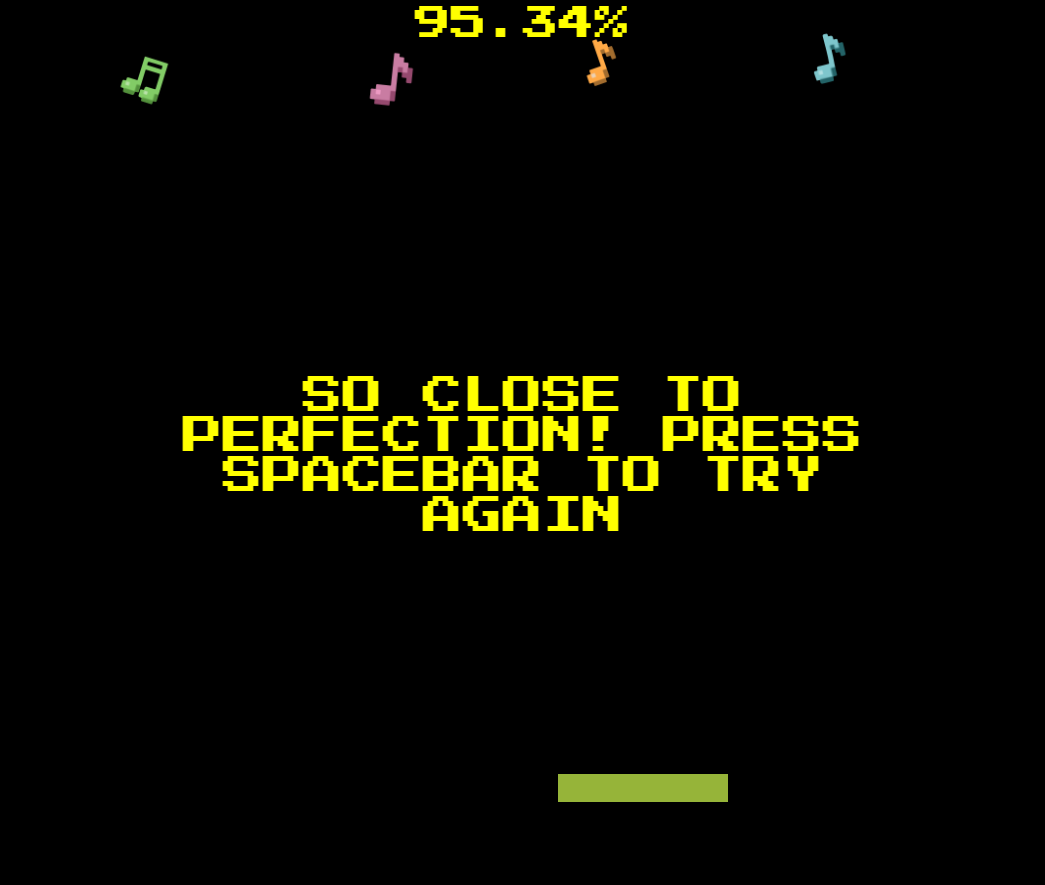 95.34%
SO CLOSE TO
PERFECTION! PRESS
SPACEBAR TO TRY
AGAIN